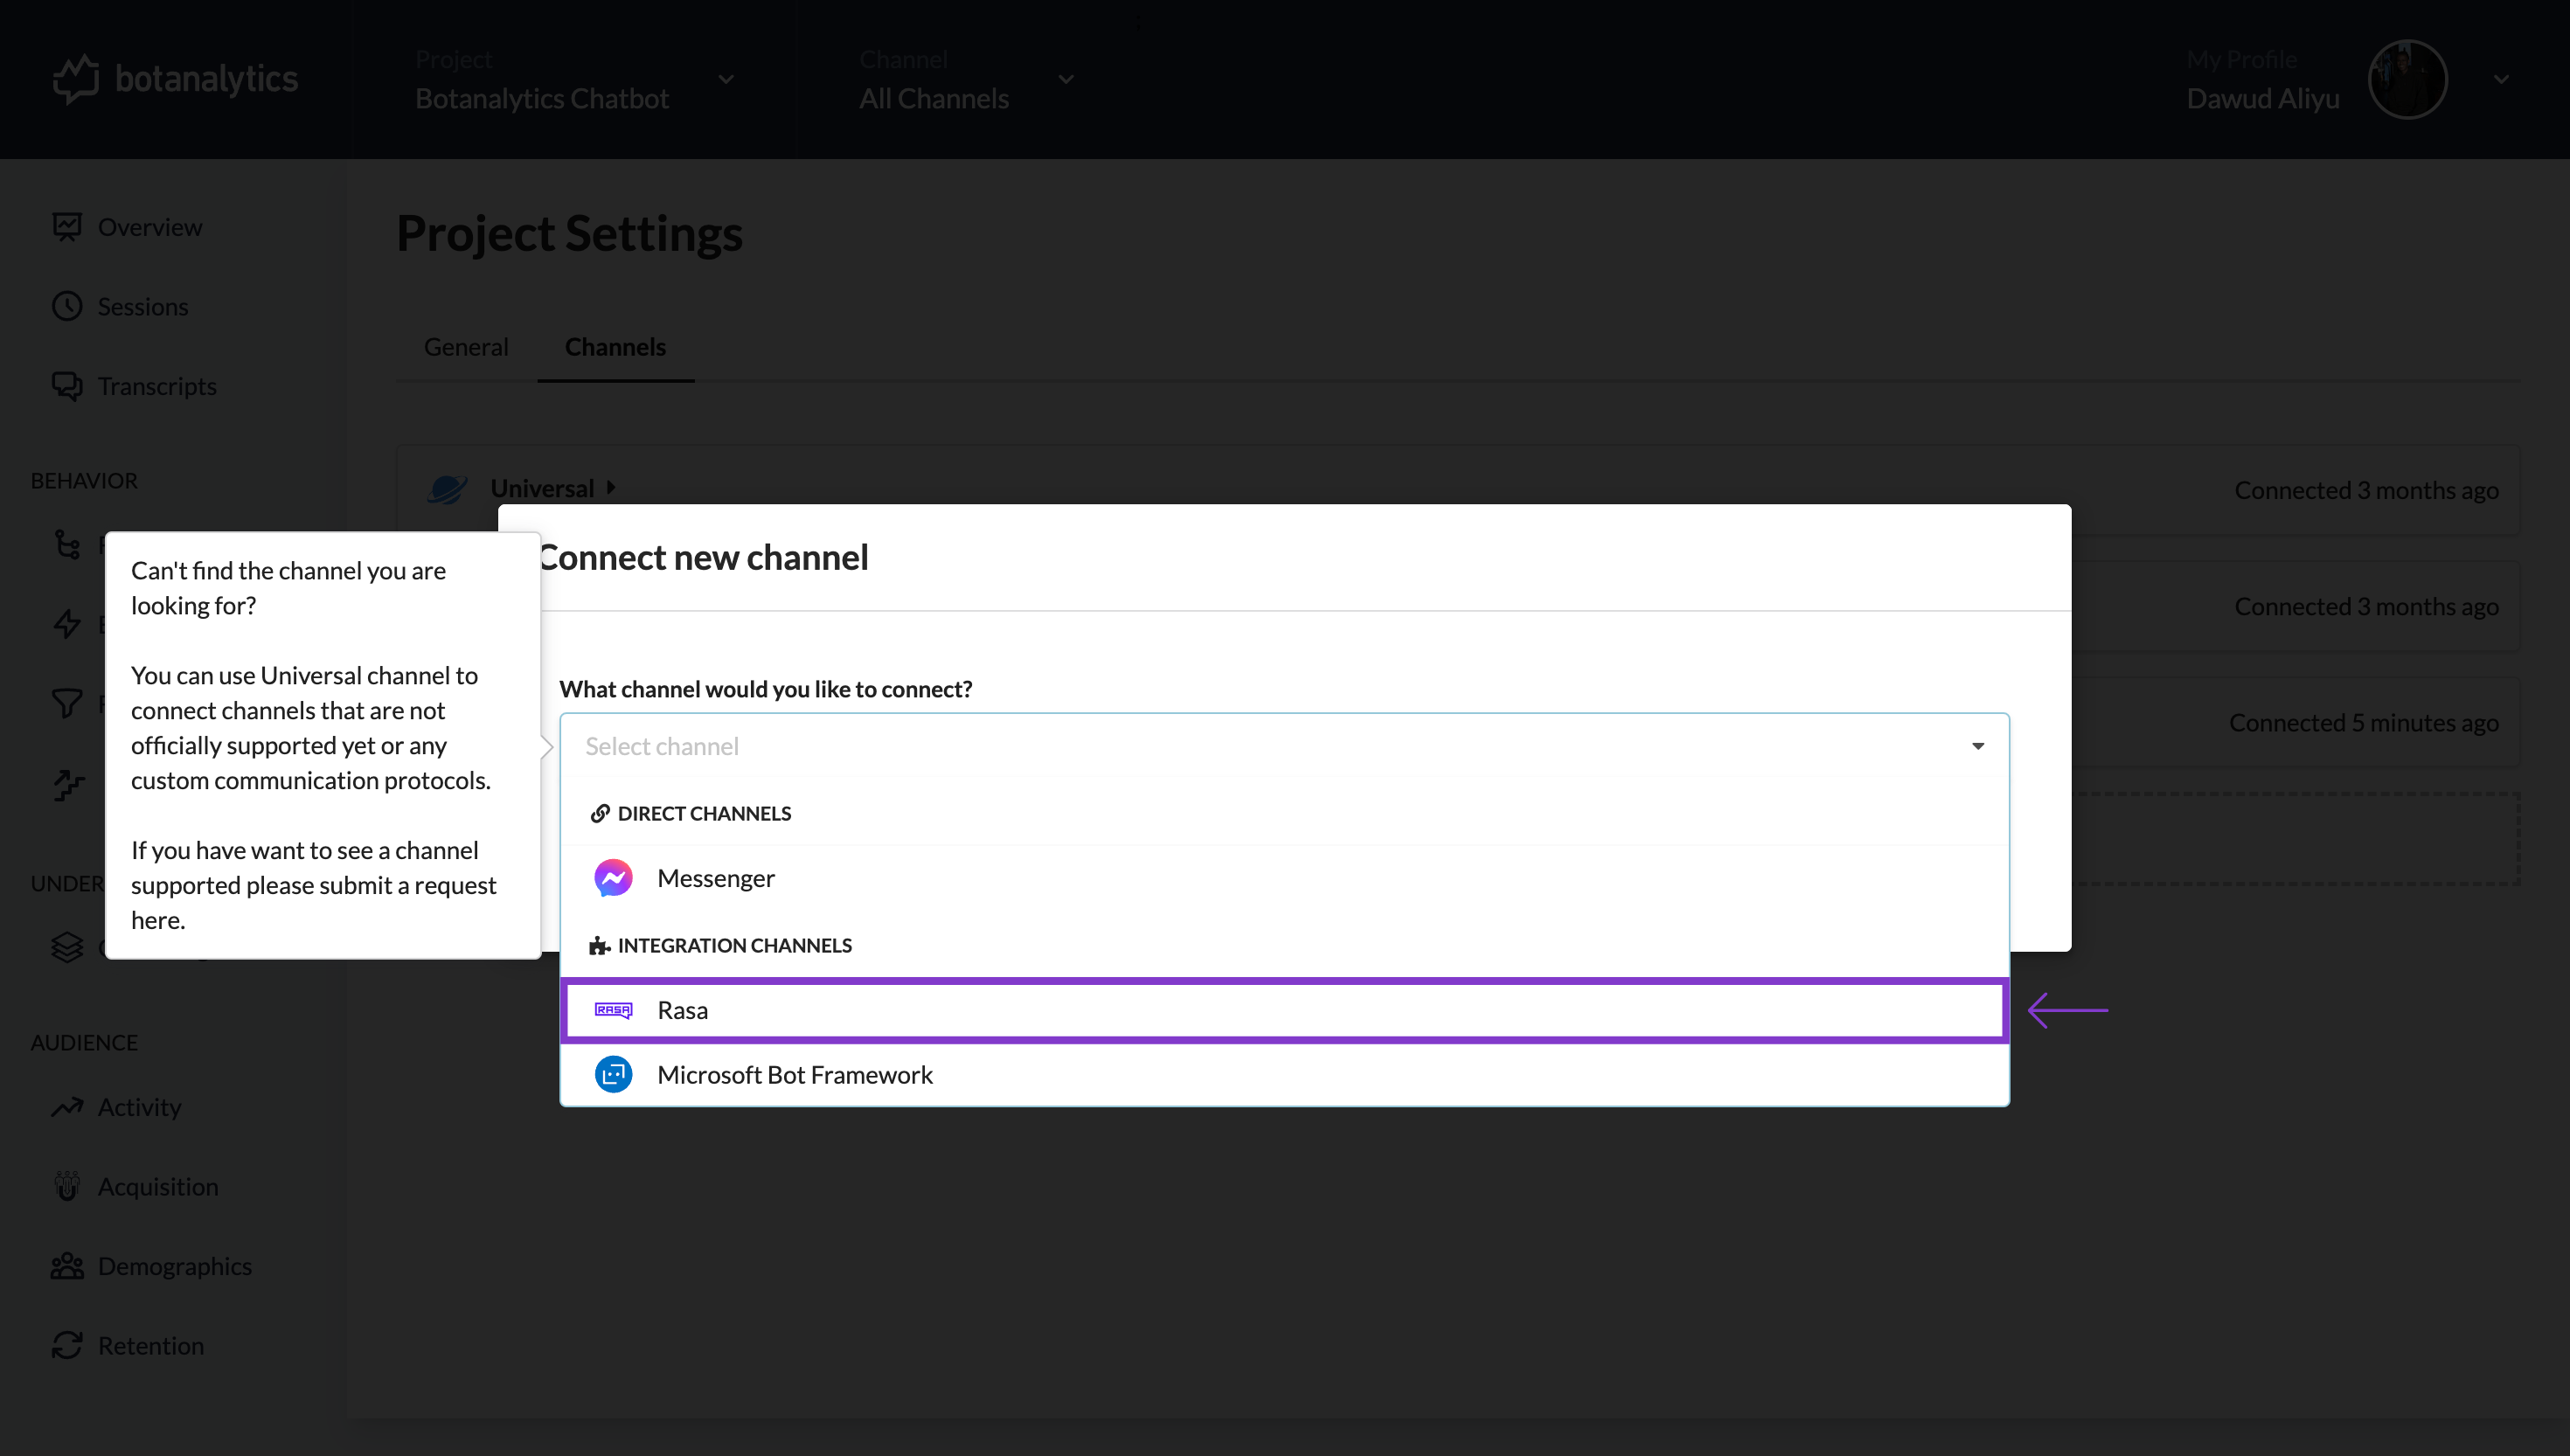 botanalytics
Project
Botanalytics Chatbot
Channel
All Channels
My Profile
Dawud Aliyu
Overview
Sessions
Transcripts
BEHAVIOR
UNDER
AUDIENCE
Activity
Acquisition
Demographics
Retention
Project Settings
General
Channels
Universal
Connected 3 months ago
Connected 3 months ago
Connected 5 minutes ago
Can't find the channel you are
looking for?
You can use Universal channel to
connect channels that are not
officially supported yet or any
custom communication protocols.
If you have want to see a channel
supported please submit a request
here.
Connect new channel
What channel would you like to connect?
Select channel
DIRECT CHANNELS
Messenger
INTEGRATION CHANNELS
RASA
Rasa
Microsoft Bot Framework